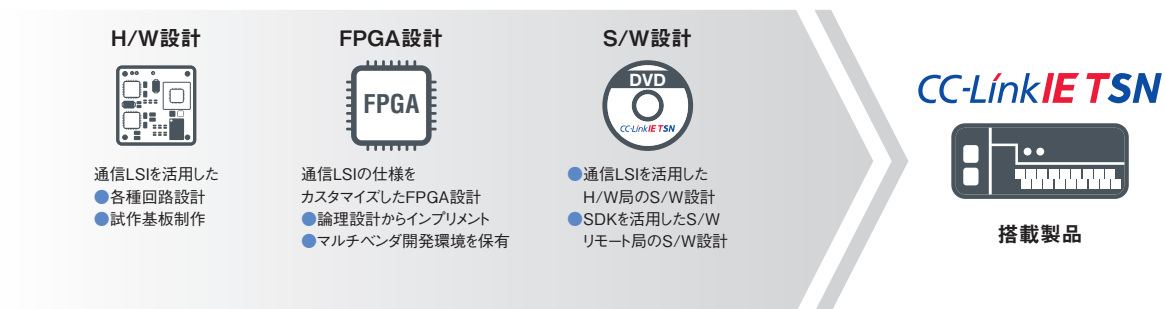 H/W設計
通信LSIを活用した
●各種回路設計
●試作基板制作
FPGA設計
FPGA
通信LSIの仕様を
カスタマイズしたFPGA設計
●論理設計からインプリメント
●マルチベンダ開発環境を保有
S/W設計
DVD
CC-Link IE TSN
●通信LSIを活用した
H/W局のS/W設計
●SDKを活用したS/W
リモート局のS/W設計
CC-Link IE TSN
搭載製品